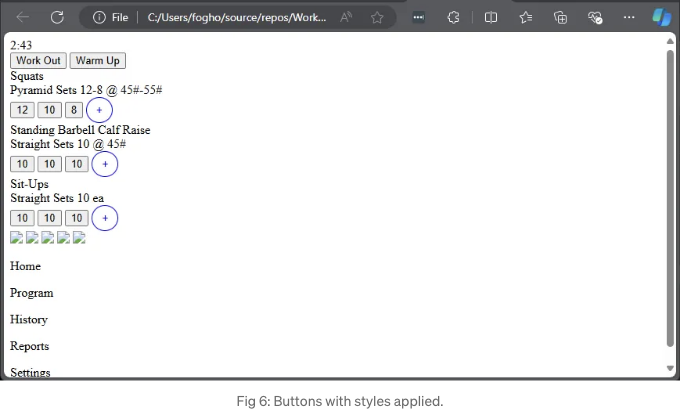 File C:/Users/fogho/source/repos/Work...
2:43
Work Out Warm Up
Squats
Pyramid Sets 12-8 @ 45#-55#
12 10 8 +
Standing Barbell Calf Raise
Straight Sets 10 @ 45#
10 10 10 +
Sit-Ups
Straight Sets 10 ea
10 10 10 +
Home
Program
History
Reports
Settings
Fig 6: Buttons with styles applied.